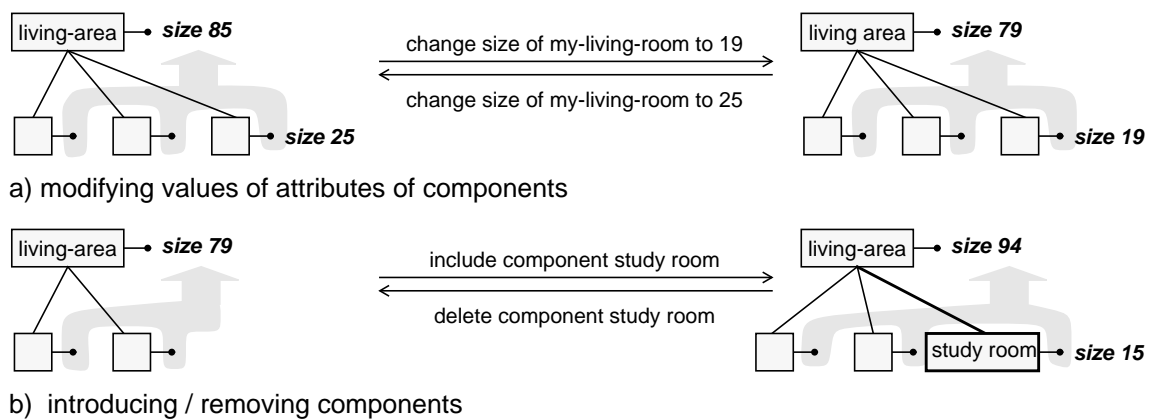 living-area size 85
change size of my-living-room to 19
living area size 79
change size of my-living-room to 25
size 25
size 19
a) modifying values of attributes of components
living-area size 79
include component study room
living-area size 94
delete component study room
study room size 15
b) introducing / removing components